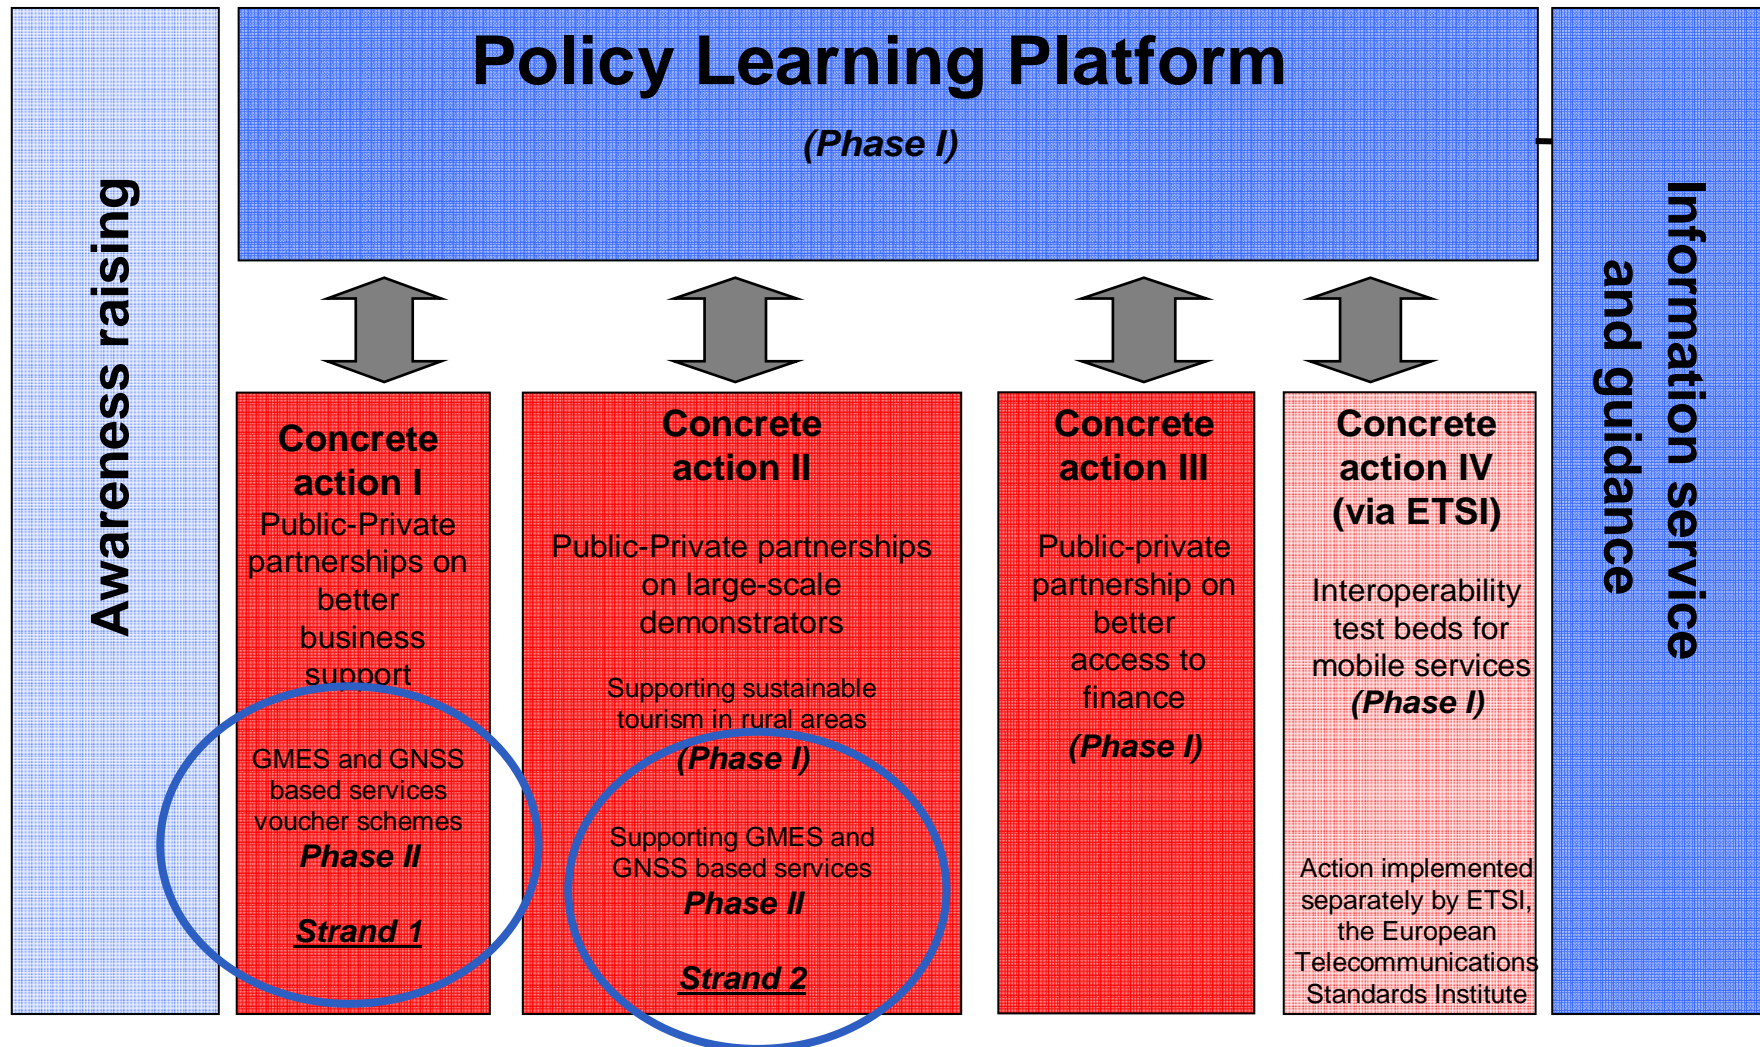 Awareness raising
Policy Learning Platform
(Phase I)
Concrete
action I
Public-Private
partnerships on
better
business
support
GMES and GNSS
based services
voucher schemes
Phase II
Strand 1
Concrete
action II
Public-Private partnerships
on large-scale
demonstrators
Supporting sustainable
tourism in rural areas
(Phase I)
Supporting GMES and
GNSS based services
Phase II
Strand 2
Concrete
action III
Public-private
partnership on
better
access to
finance
(Phase I)
Concrete
action IV
(via ETSI)
Interoperability
test beds for
mobile services
(Phase I)
Action implemented
separately by ETSI,
the European
Telecommunications
Standards Institute
Information service
and guidance